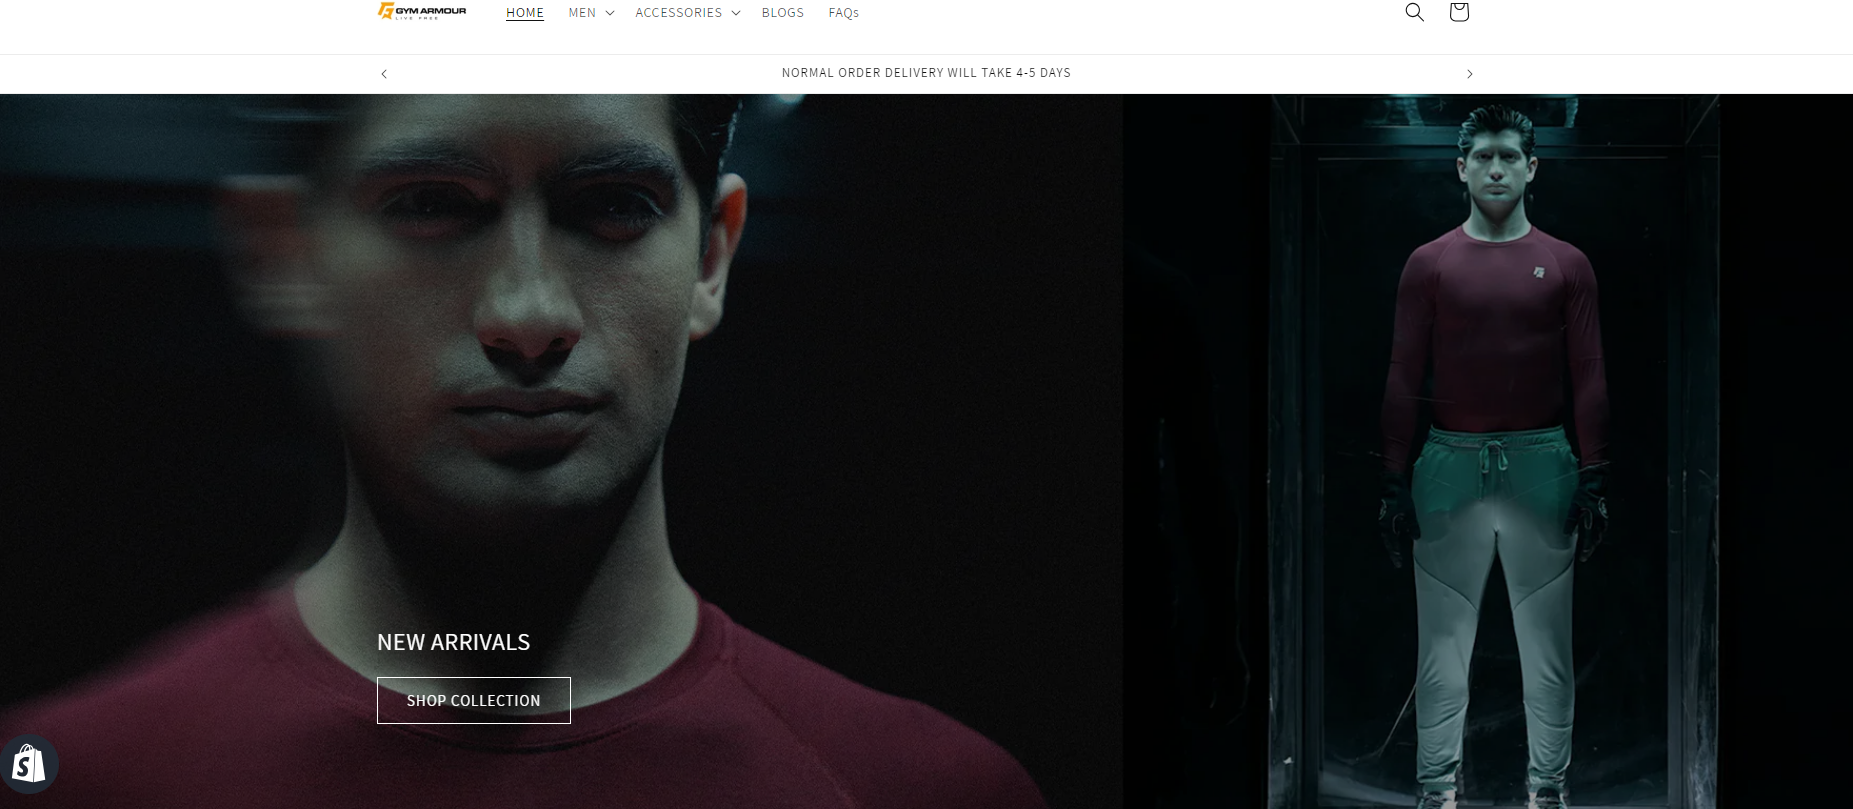 GYM ARMOUR
LIVE FREE
HOME
MEN
ACCESSORIES
BLOGS
FAQs
NORMAL ORDER DELIVERY WILL TAKE 4-5 DAYS
NEW ARRIVALS
SHOP COLLECTION